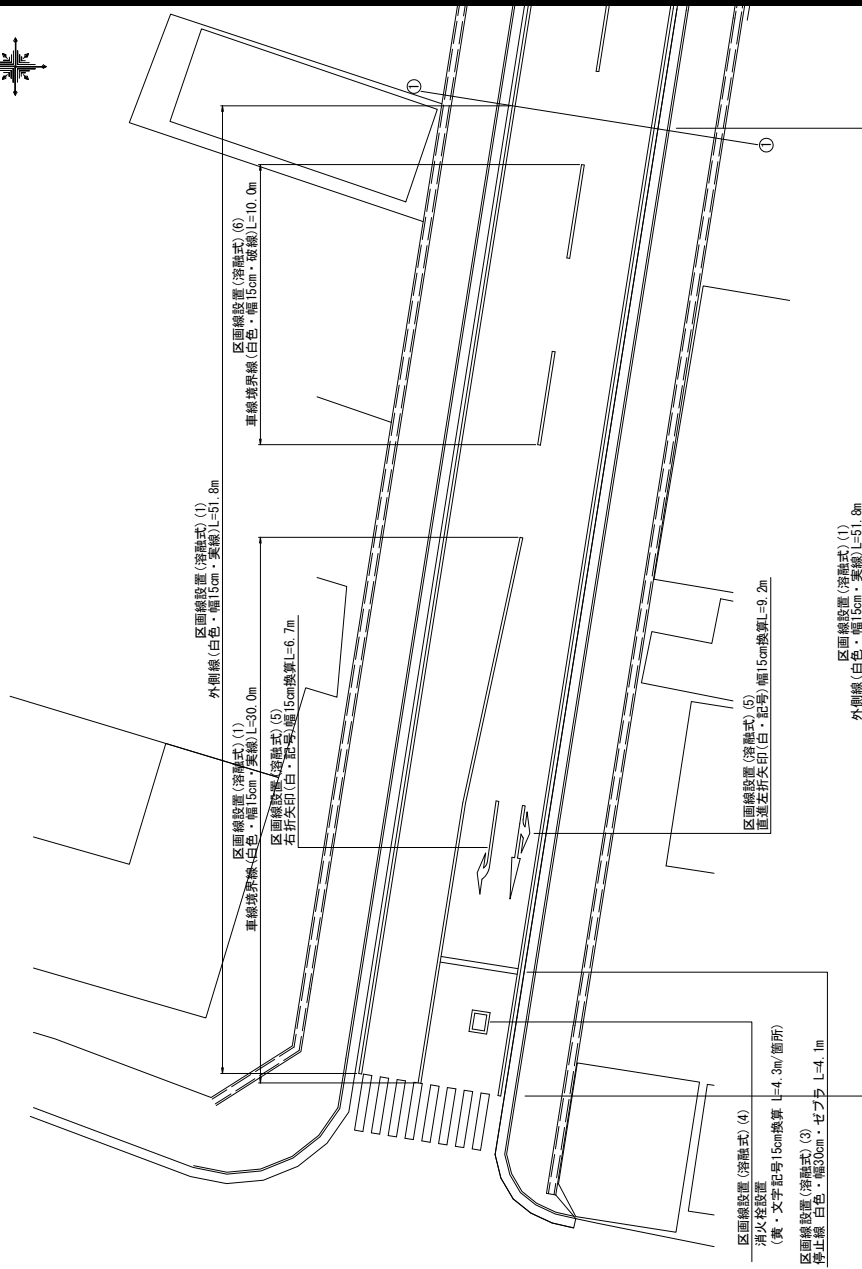 ①
①
区画線設置(溶融式)(6)
車線境界線(白色・幅15cm・破線)L=10.0m
区画線設置(溶融式)(1)
外側線(白色・幅15cm・実線)L=51.8m
区画線設置(溶融式)(1)
車線境界線(白色・幅15cm・実線)L=30.0m
区画線設置(溶融式)(5)
右折矢印(白・記号)幅15cm換算L=6.7m
区画線設置(溶融式)(5)
直進左折矢印(白・記号)幅15cm換算L=9.2m
区画線設置(溶融式)(1)
外側線(白色・幅15cm・実線)L=51.8m
区画線設置(溶融式)(4)
消火栓設置
(黄・文字記号15cm換算 L=4.3m/箇所)
区画線設置(溶融式)(3)
停止線 白色・幅30cm・ゼブラ L=4.1m